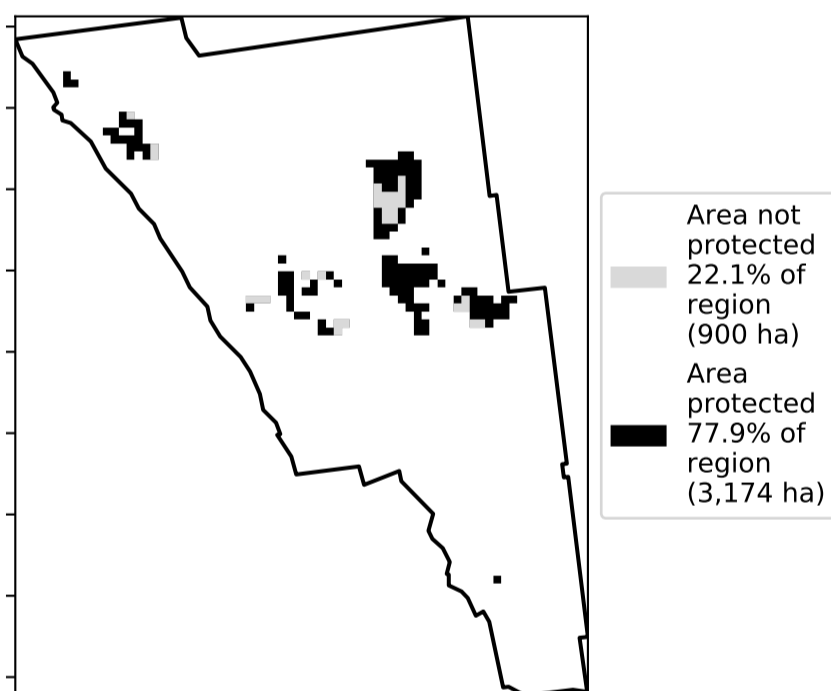 Area not
protected
22.1% of
region
(900 ha)
Area
protected
77.9% of
region
(3,174 ha)